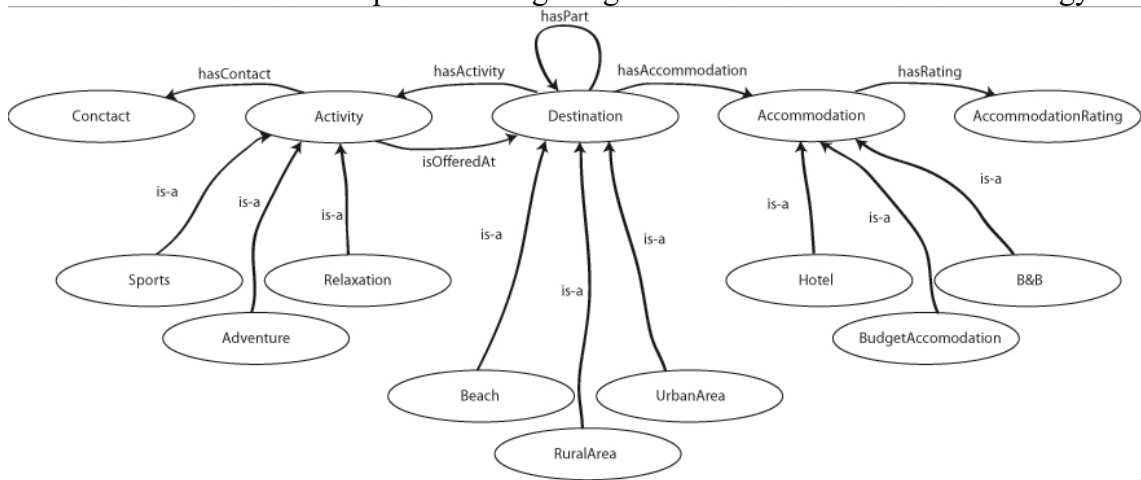 hasPart
hasContact
hasActivity
hasAccommodation
hasRating
Conctact
Activity
Destination
Accommodation
AccommodationRating
isOfferedAt
is-a
is-a
is-a
is-a
is-a
is-a
is-a
is-a
is-a
Sports
Relaxation
Hotel
B&B
Adventure
BudgetAccomodation
Beach
UrbanArea
RuralArea